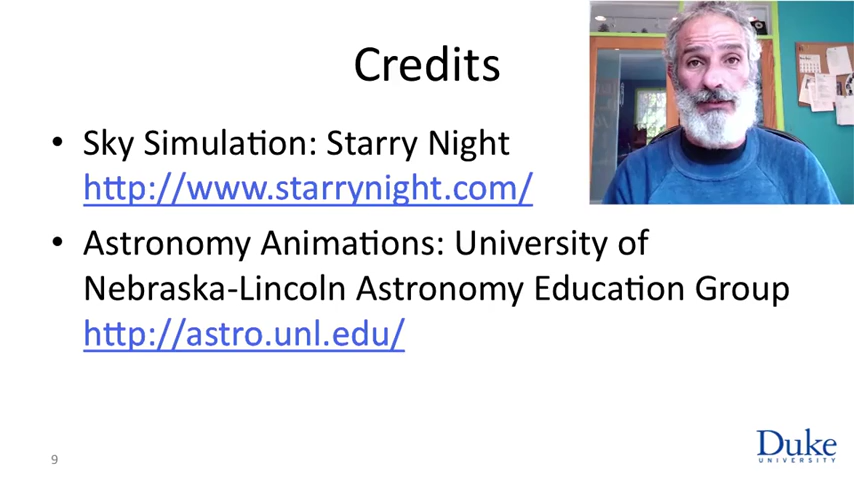 Credits
• Sky Simulation: Starry Night
http://www.starrynight.com/
• Astronomy Animations: University of
Nebraska-Lincoln Astronomy Education Group
http://astro.unl.edu/
9
Duke
UNIVERSITY